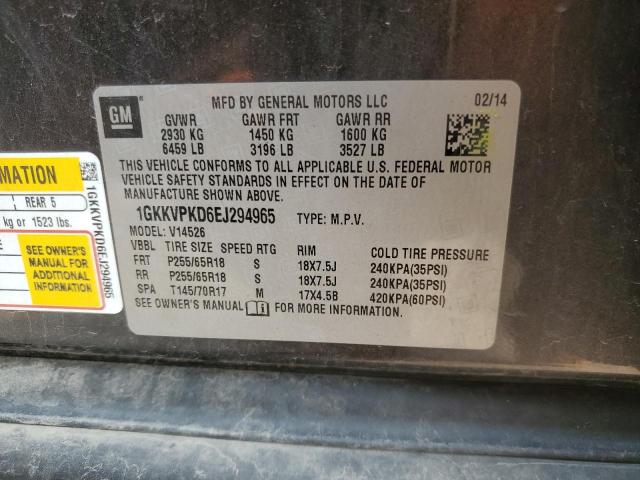 GM
MFD BY GENERAL MOTORS LLC 02/14
GVWR GAWR FRT GAWR RR
2930 KG 1450 KG 1600 KG
6459 LB 3196 LB 3527 LB
THIS VEHICLE CONFORMS TO ALL APPLICABLE U.S. FEDERAL MOTOR
VEHICLE SAFETY STANDARDS IN EFFECT ON THE DATE OF
MANUFACTURE SHOWN ABOVE.
1GKKVPKD6EJ294965 TYPE: M.P.V.
MODEL: V14526
VBBL TIRE SIZE SPEED RTG RIM COLD TIRE PRESSURE
FRT P255/65R18 S 18X7.5J 240KPA(35PSI)
RR P255/65R18 S 18X7.5J 240KPA(35PSI)
SPA T145/70R17 M 17X4.5B 420KPA(60PSI)
SEE OWNER'S MANUAL FOR MORE INFORMATION.
MATION
REAR 5
kg or 1523 lbs.
SEE OWNER'S
MANUAL FOR
ADDITIONAL
INFORMATION
1GKKVPKD6EJ294965